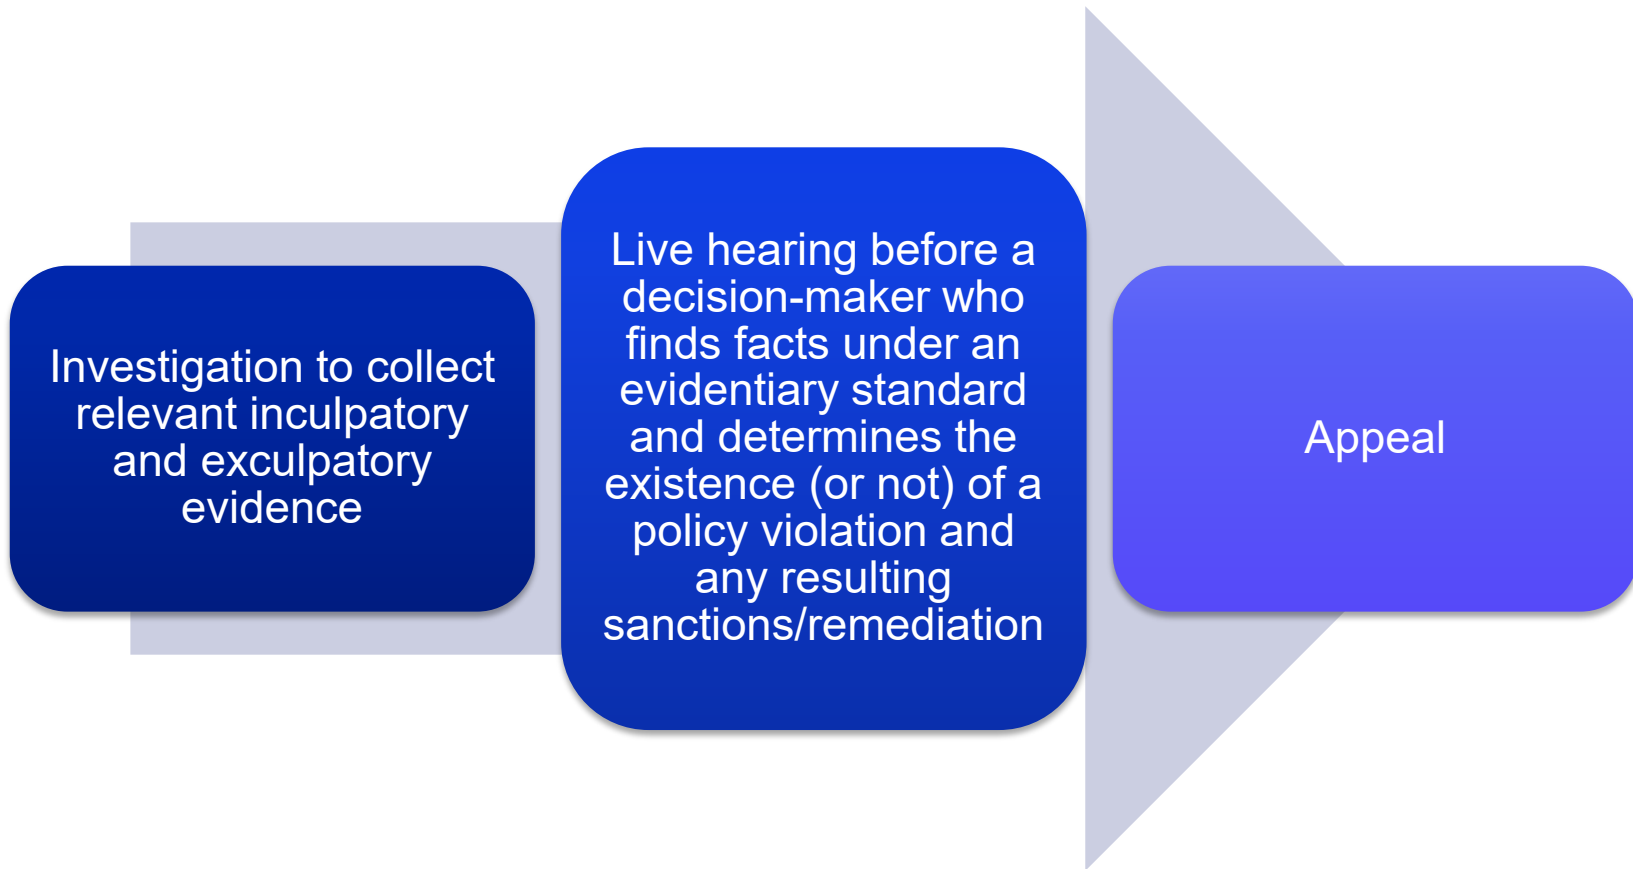 Investigation to collect
relevant inculpatory
and exculpatory
evidence
Live hearing before a
decision-maker who
finds facts under an
evidentiary standard
and determines the
existence (or not) of a
policy violation and
any resulting
sanctions/remediation
Appeal